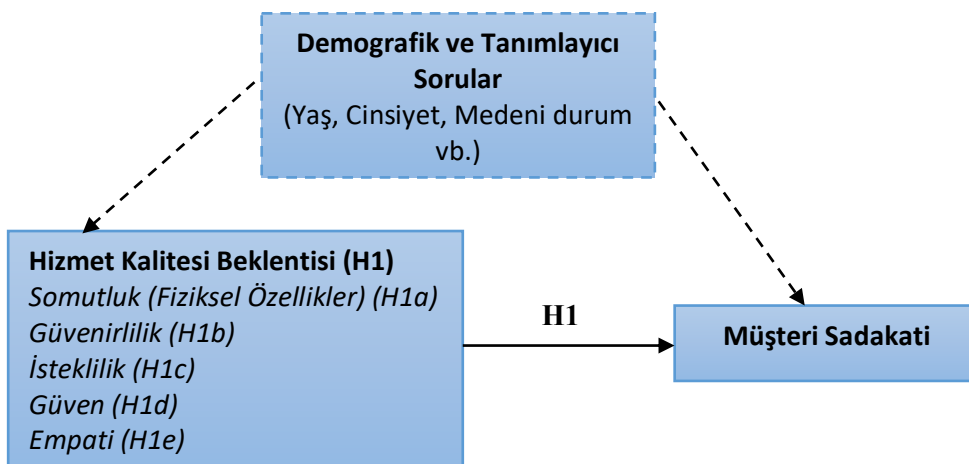 Demografik ve Tanımlayıcı
Sorular
(Yaş, Cinsiyet, Medeni durum
vb.)
Hizmet Kalitesi Beklentisi (H1)
Somutluk (Fiziksel Özellikler) (H1a)
Güvenirlilik (H1b)
İsteklilik (H1c)
Güven (H1d)
Empati (H1e)
H1
Müşteri Sadakati